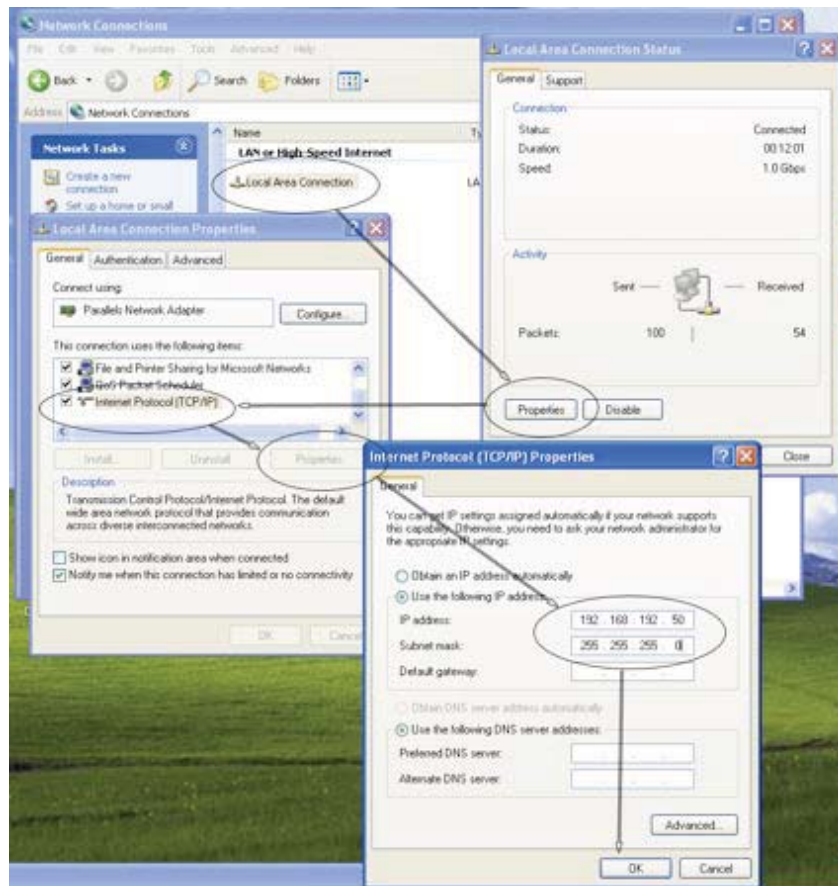 Network Connections
File Edit View Favorites Tools Advanced Help
Back Search Folders
Address Network Connections
Network Tasks
Create a new
connection
Set up a home or small
Name
LAN or High-Speed Internet
Local Area Connection
LA
Local Area Connection Status
General Support
Connection
Status: Connected
Duration: 00:12:01
Speed: 1.0 Gbps
Activity
Sent Received
Packets: 100 54
Properties Disable
Close
Local Area Connection Properties
General Authentication Advanced
Connect using:
Parallels Network Adapter Configure...
This connection uses the following items:
File and Printer Sharing for Microsoft Networks
QoS Packet Scheduler
Internet Protocol (TCP/IP)
Install... Uninstall Properties
Description
Transmission Control Protocol/Internet Protocol. The default
wide area network protocol that provides communication
across diverse interconnected networks.
Show icon in notification area when connected
Notify me when this connection has limited or no connectivity
OK Cancel
Internet Protocol (TCP/IP) Properties
General
You can get IP settings assigned automatically if your network supports
this capability. Otherwise, you need to ask your network administrator for
the appropriate IP settings.
Obtain an IP address automatically
Use the following IP address:
IP address: 192 . 168 . 192 . 50
Subnet mask: 255 . 255 . 255 . 0
Default gateway:
Obtain DNS server address automatically
Use the following DNS server addresses:
Preferred DNS server:
Alternate DNS server:
Advanced...
OK Cancel